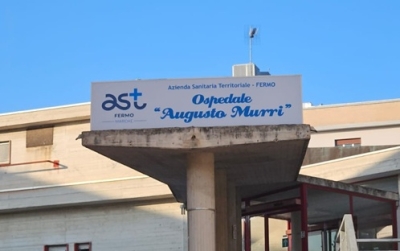 Azienda Sanitaria Territoriale - FERMO
ast
FERMO
Ospedale
"Augusto Murri"